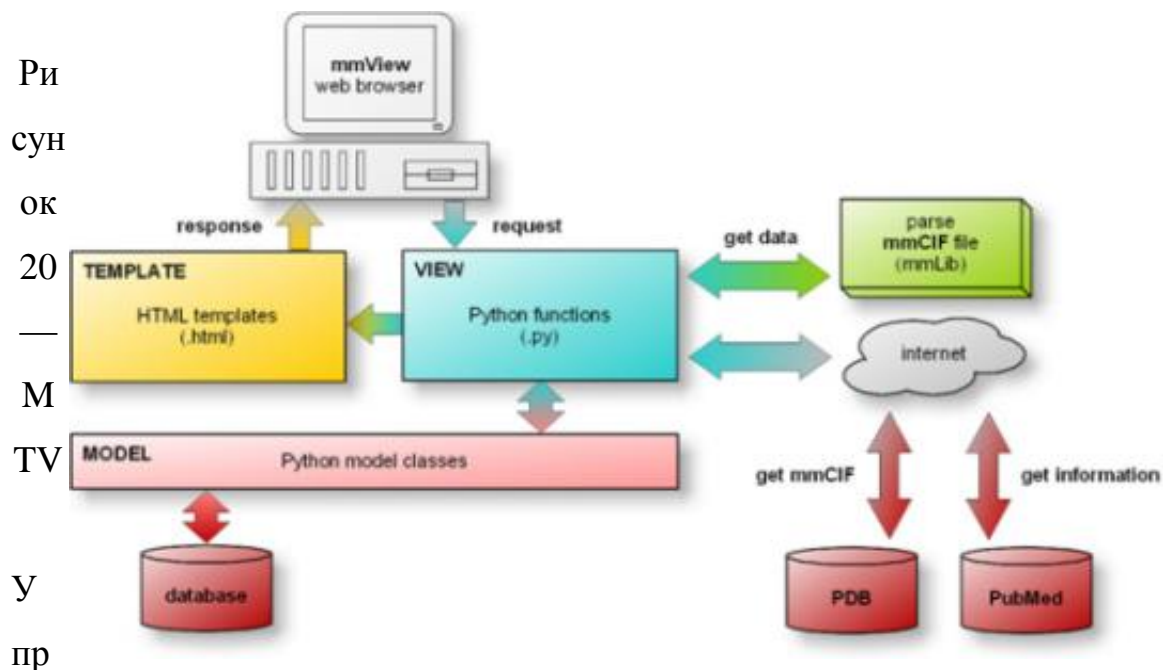 Ри
сун
ок
20
—
М
TV
У
пр
mmView
web browser
response
request
TEMPLATE
HTML templates
(.html)
VIEW
Python functions
(.py)
get data
parse
mmCIF file
(mmLib)
internet
MODEL
Python model classes
get mmCIF
get information
database
PDB
PubMed